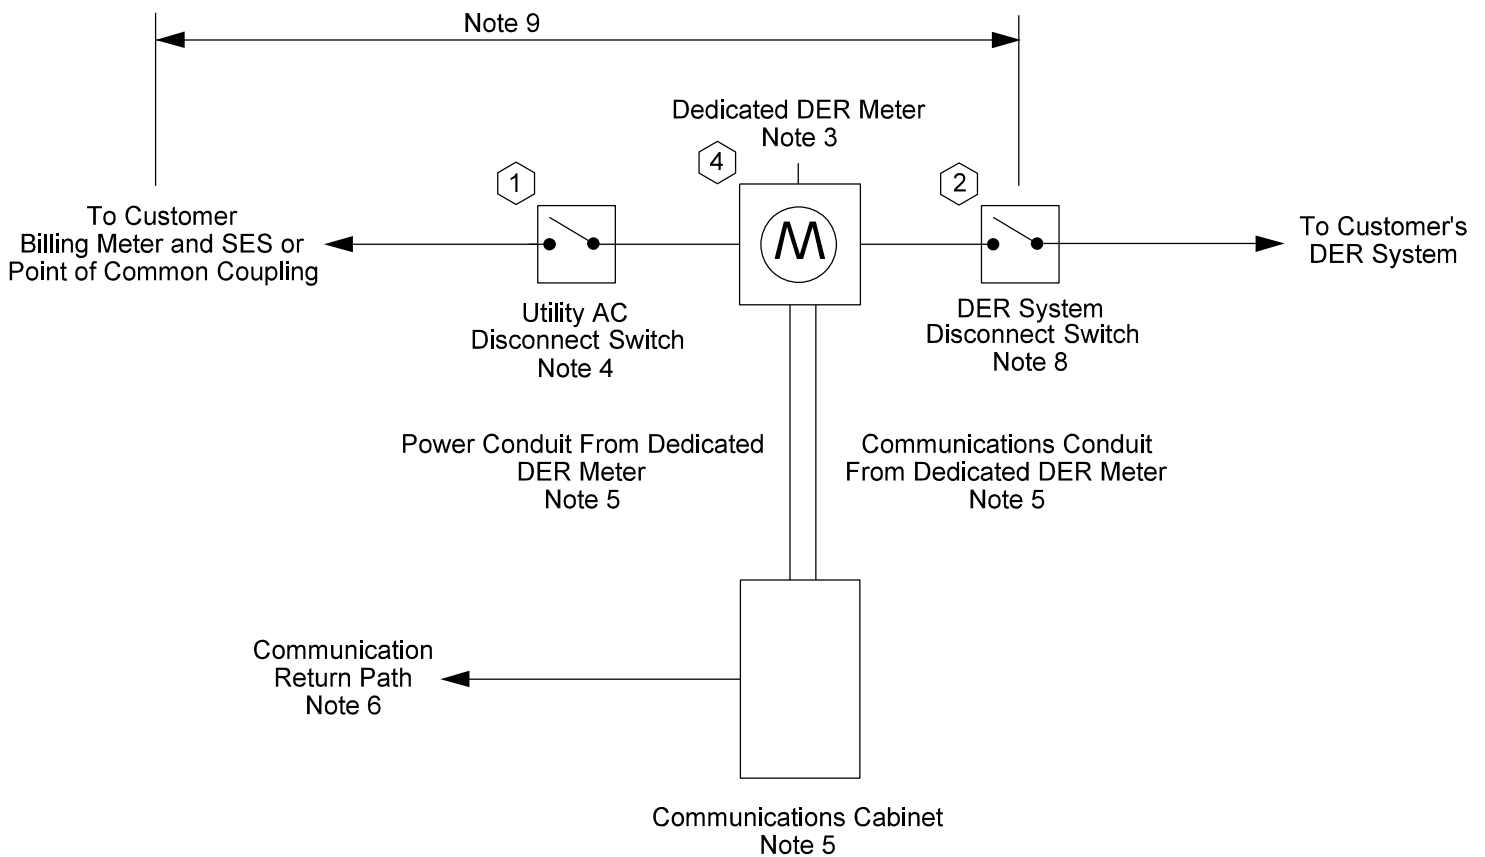 Note 9
Dedicated DER Meter
Note 3
4
1
2
To Customer
Billing Meter and SES or
Point of Common Coupling
M
To Customer's
DER System
Utility AC
Disconnect Switch
Note 4
DER System
Disconnect Switch
Note 8
Power Conduit From Dedicated
DER Meter
Note 5
Communications Conduit
From Dedicated DER Meter
Note 5
Communication
Return Path
Note 6
Communications Cabinet
Note 5